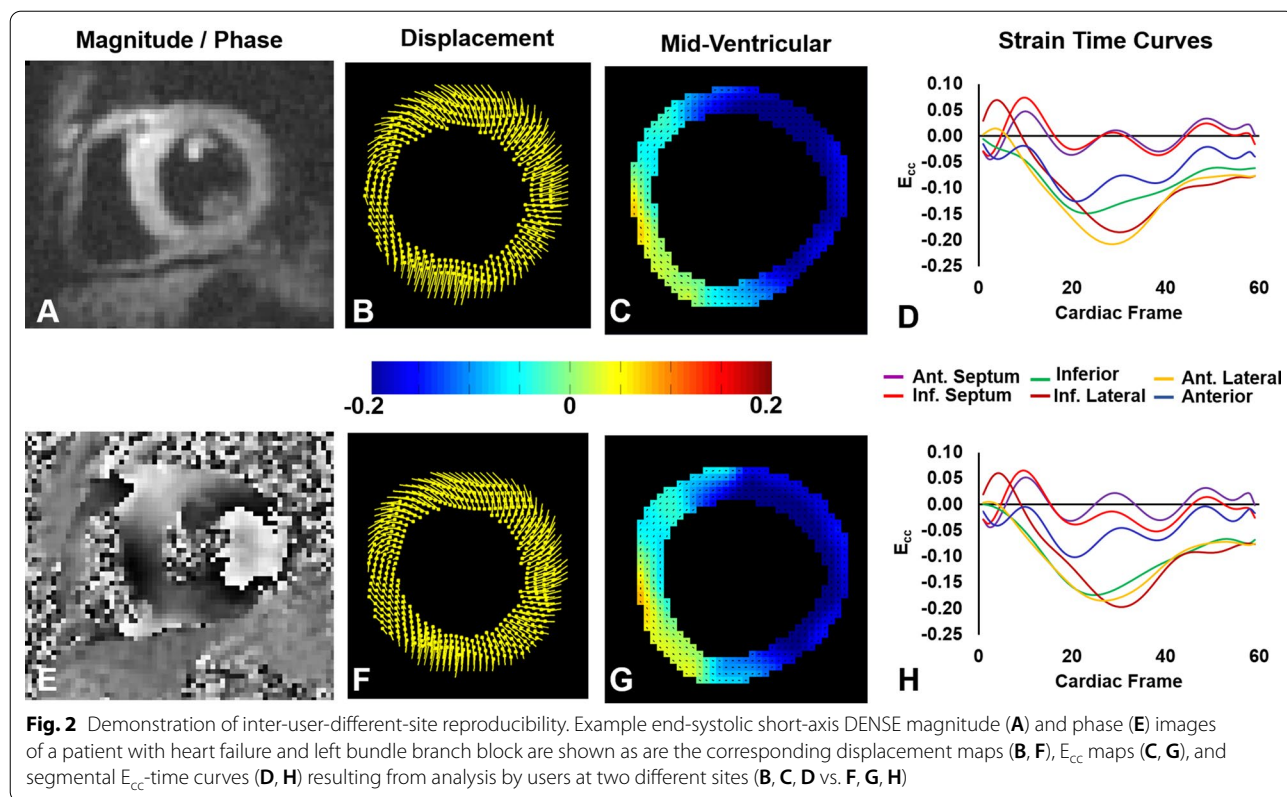 Magnitude / Phase
Displacement
Mid-Ventricular
Strain Time Curves
A
B
C
0.10
0.05
0.00
-0.05
-0.10
-0.15
-0.20
-0.25
E_cc
0 20 40 60
D Cardiac Frame
-0.2 0 0.2
Ant. Septum Inferior Ant. Lateral
Inf. Septum Inf. Lateral Anterior
E
F
G
0.10
0.05
0.00
-0.05
-0.10
-0.15
-0.20
-0.25
E_cc
0 20 40 60
H Cardiac Frame
Fig. 2 Demonstration of inter-user-different-site reproducibility. Example end-systolic short-axis DENSE magnitude (A) and phase (E) images
of a patient with heart failure and left bundle branch block are shown as are the corresponding displacement maps (B, F), E_cc maps (C, G), and
segmental E_cc-time curves (D, H) resulting from analysis by users at two different sites (B, C, D vs. F, G, H)